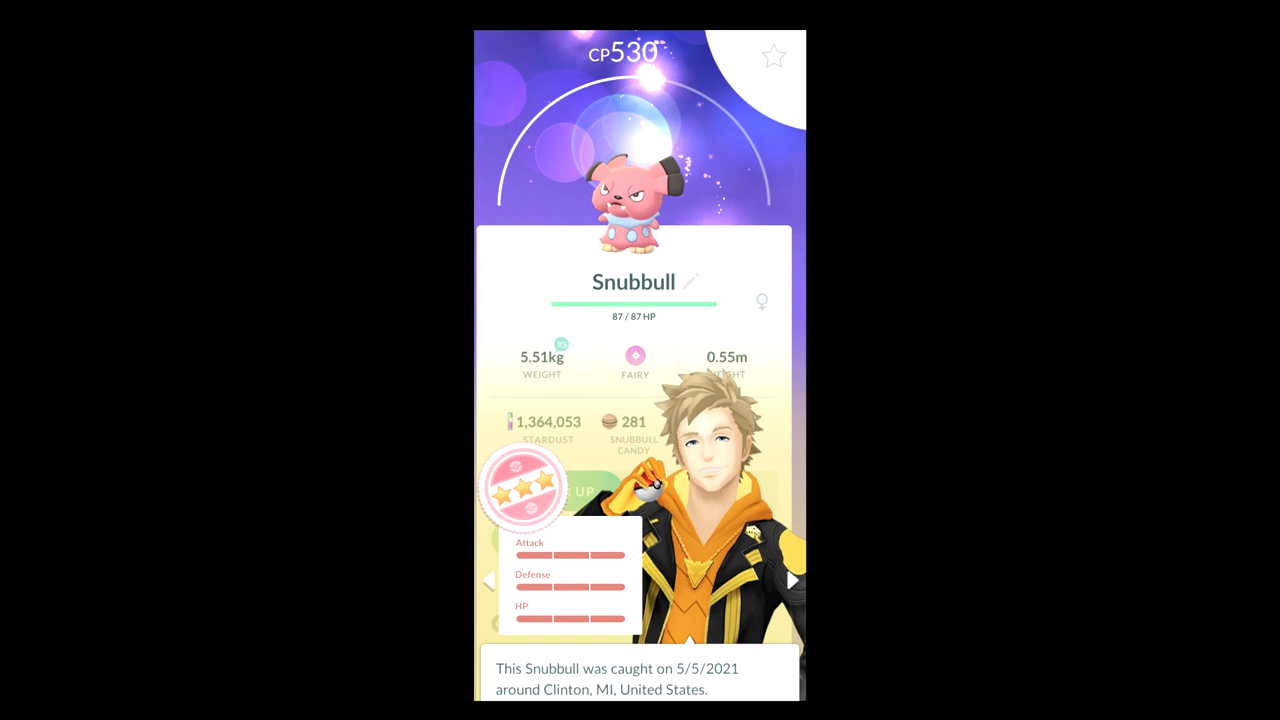 CP530
Snubbull
87 / 87 HP
XS
5.51kg
0.55m
WEIGHT
FAIRY
1,364,053
281
STARDUST
SNUBBULL
CANDY
UP
Attack
Defense
HP
This Snubbull was caught on 5/5/2021
around Clinton, MI, United States.